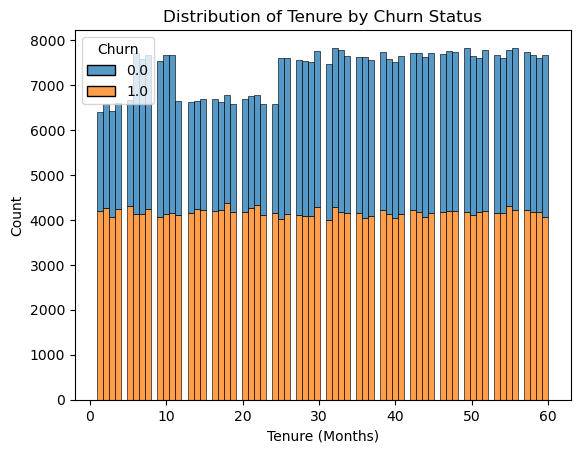 Distribution of Tenure by Churn Status
Churn
0.0
1.0
8000
7000
6000
5000
4000
3000
2000
1000
0
Count
0 10 20 30 40 50 60
Tenure (Months)